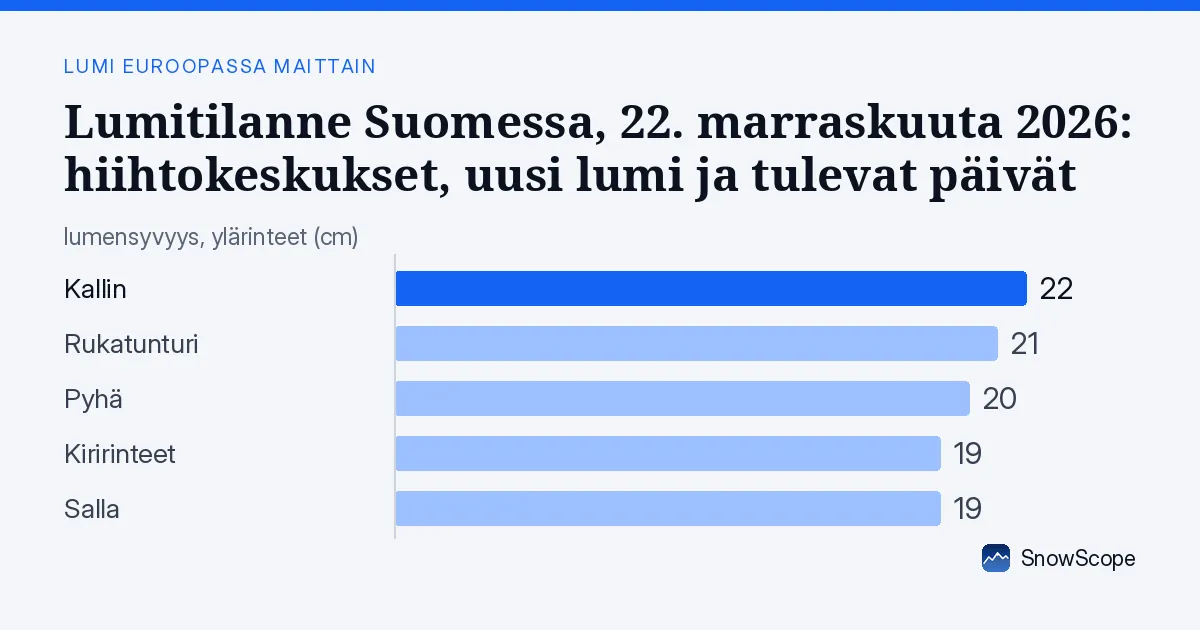 LUMI EUROOPASSA MAITTAIN
Lumitilanne Suomessa, 22. marraskuuta 2026:
hiihtokeskukset, uusi lumi ja tulevat päivät
lumensyvyys, ylärinteet (cm)
Kallin 22
Rukatunturi 21
Pyhä 20
Kiririnteet 19
Salla 19
SnowScope